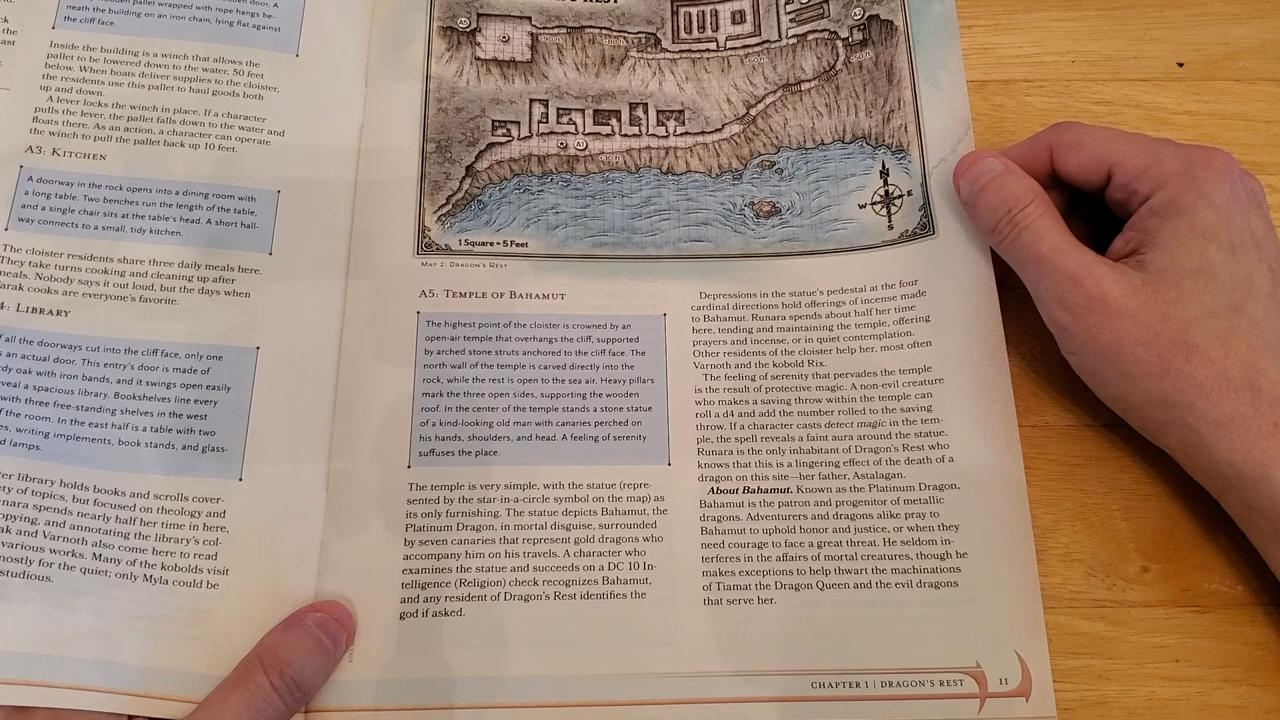 pallet wrapped with rope hangs be-
neath the building on an iron chain, lying flat against
the cliff face.
Inside the building is a winch that allows the
pallet to be lowered down to the water, 50 feet
below. When boats deliver supplies to the cloister,
the residents use this pallet to haul goods both
up and down.
A lever locks the winch in place. If a character
pulls the lever, the pallet falls down to the water and
floats there. As an action, a character can operate
the winch to pull the pallet back up 10 feet.
A3: Kitchen
A doorway in the rock opens into a dining room with
a long table. Two benches run the length of the table,
and a single chair sits at the table's head. A short hall-
way connects to a small, tidy kitchen.
The cloister residents share three daily meals here.
They take turns cooking and cleaning up after
meals. Nobody says it out loud, but the days when
arak cooks are everyone's favorite.
4: Library
f all the doorways cut into the cliff face, only one
s an actual door. This entry's door is made of
rdy oak with iron bands, and it swings open easily
veal a spacious library. Bookshelves line every
with three free-standing shelves in the west
f the room. In the east half is a table with two
es, writing implements, book stands, and glass-
d lamps.
ter library holds books and scrolls cover-
ety of topics, but focused on theology and
unara spends nearly half her time in here,
opying, and annotating the library's col-
ak and Varnoth also come here to read
various works. Many of the kobolds visit
mostly for the quiet; only Myla could be
studious.
A5
A2
A1
N
W E
S
1 Square = 5 Feet
Map 2: Dragon's Rest
A5: Temple of Bahamut
The highest point of the cloister is crowned by an
open-air temple that overhangs the cliff, supported
by arched stone struts anchored to the cliff face. The
north wall of the temple is carved directly into the
rock, while the rest is open to the sea air. Heavy pillars
mark the three open sides, supporting the wooden
roof. In the center of the temple stands a stone statue
of a kind-looking old man with canaries perched on
his hands, shoulders, and head. A feeling of serenity
suffuses the place.
The temple is very simple, with the statue (repre-
sented by the star-in-a-circle symbol on the map) as
its only furnishing. The statue depicts Bahamut, the
Platinum Dragon, in mortal disguise, surrounded
by seven canaries that represent gold dragons who
accompany him on his travels. A character who
examines the statue and succeeds on a DC 10 In-
telligence (Religion) check recognizes Bahamut,
and any resident of Dragon's Rest identifies the
god if asked.
Depressions in the statue's pedestal at the four
cardinal directions hold offerings of incense made
to Bahamut. Runara spends about half her time
here, tending and maintaining the temple, offering
prayers and incense, or in quiet contemplation.
Other residents of the cloister help her, most often
Varnoth and the kobold Rix.
The feeling of serenity that pervades the temple
is the result of protective magic. A non-evil creature
who makes a saving throw within the temple can
roll a d4 and add the number rolled to the saving
throw. If a character casts detect magic in the tem-
ple, the spell reveals a faint aura around the statue.
Runara is the only inhabitant of Dragon's Rest who
knows that this is a lingering effect of the death of a
dragon on this site—her father, Astalagan.
About Bahamut. Known as the Platinum Dragon,
Bahamut is the patron and progenitor of metallic
dragons. Adventurers and dragons alike pray to
Bahamut to uphold honor and justice, or when they
need courage to face a great threat. He seldom in-
terferes in the affairs of mortal creatures, though he
makes exceptions to help thwart the machinations
of Tiamat the Dragon Queen and the evil dragons
that serve her.
CHAPTER 1 | DRAGON'S REST 11